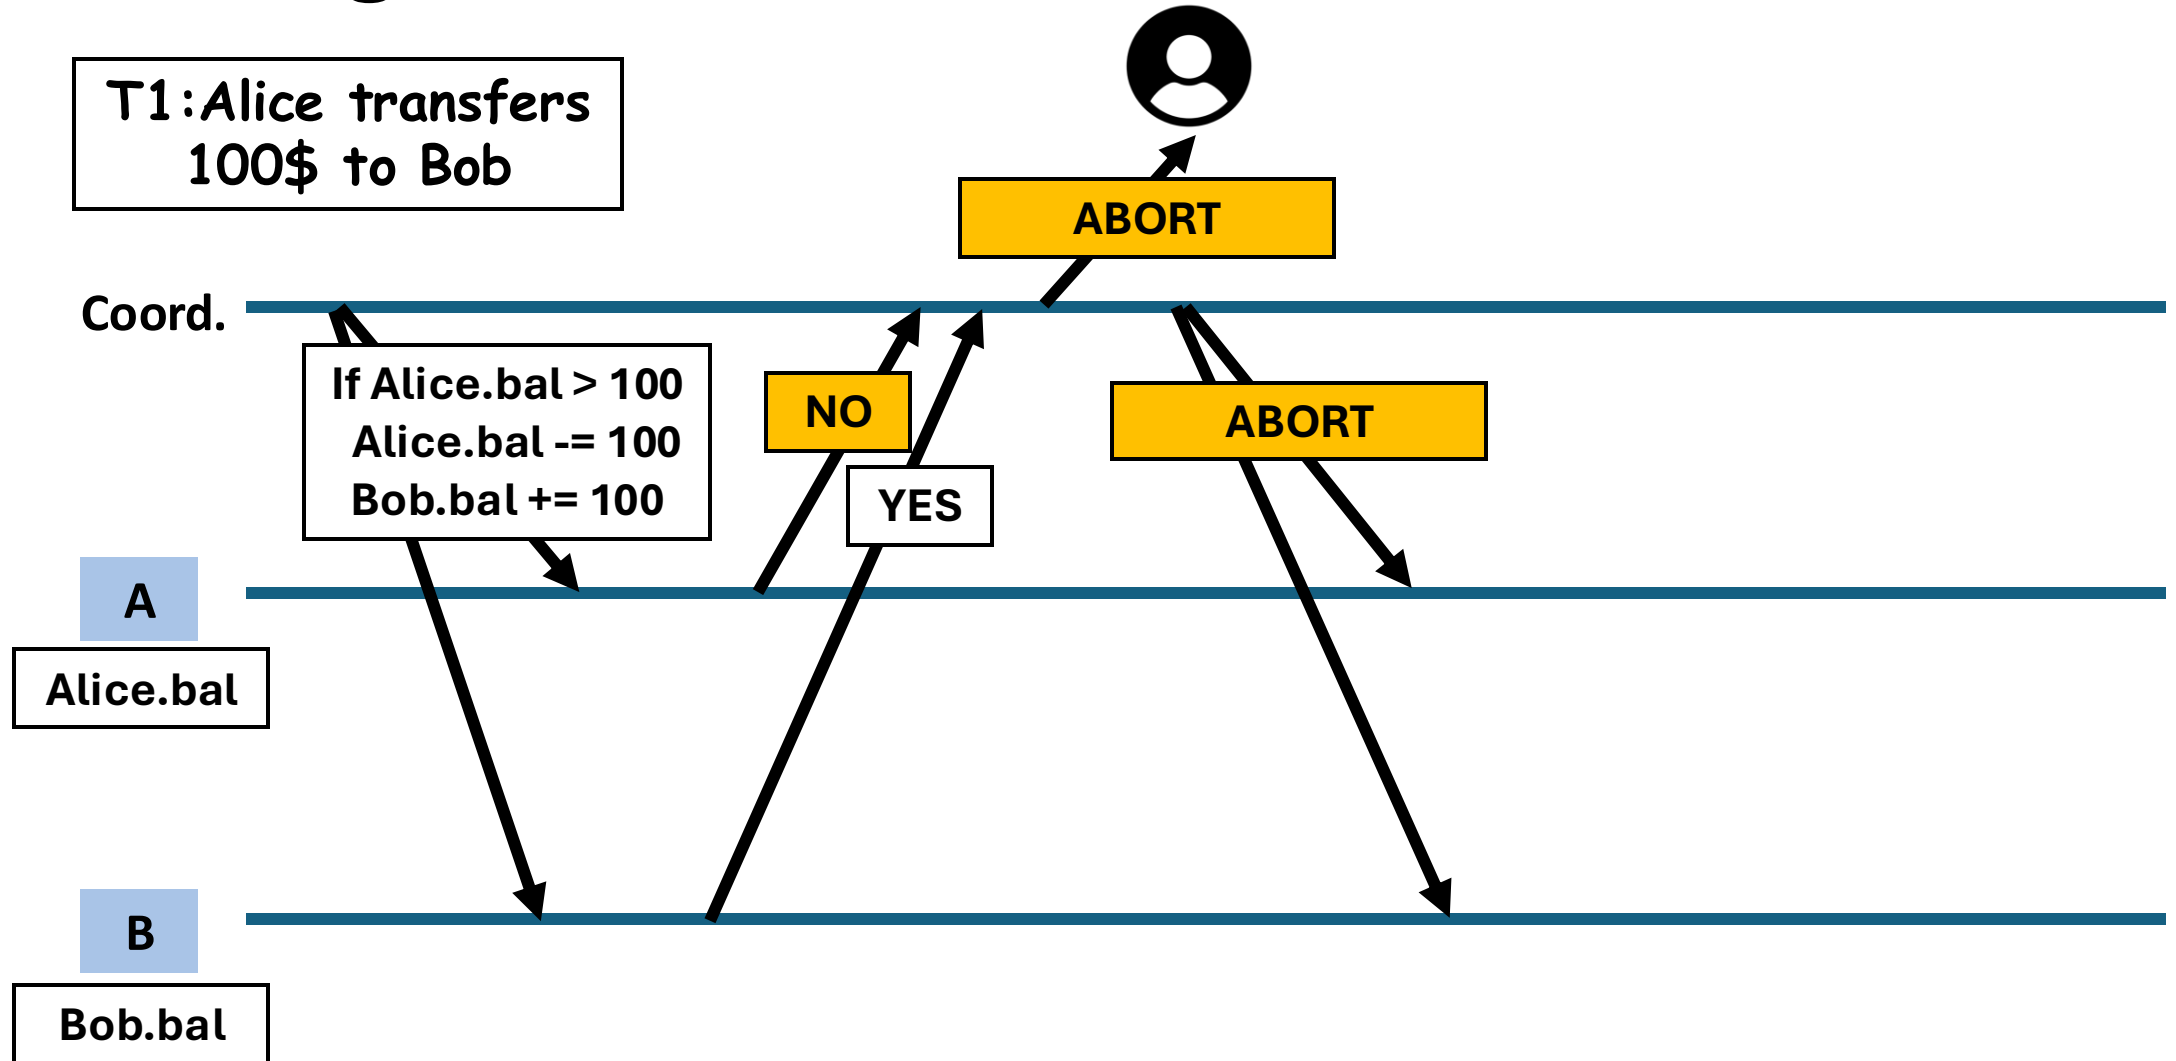 T1:Alice transfers
100$ to Bob
ABORT
Coord.
If Alice.bal > 100
Alice.bal -= 100
Bob.bal += 100
NO
YES
ABORT
A
Alice.bal
B
Bob.bal